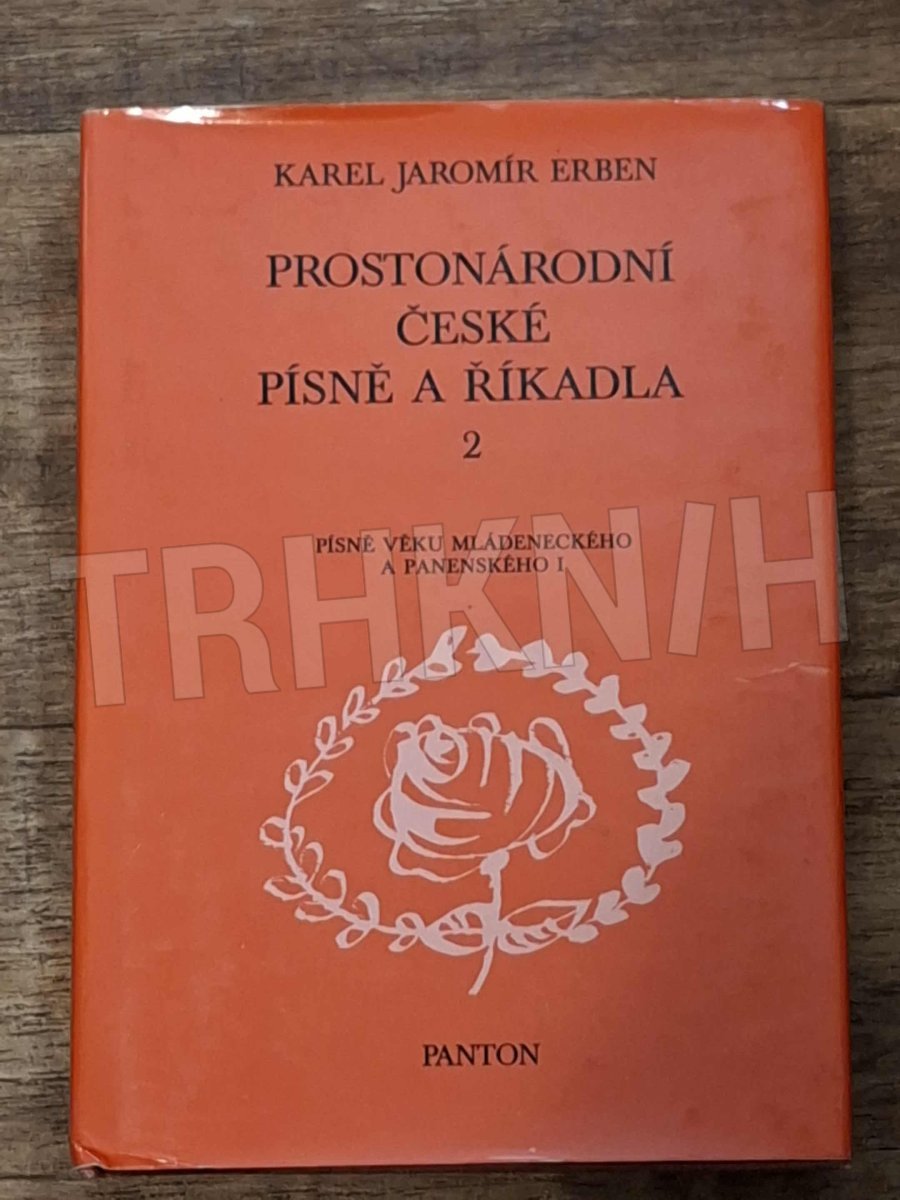 KAREL JAROMÍR ERBEN
PROSTONÁRODNÍ
ČESKÉ
PÍSNĚ A ŘÍKADLA
2
PÍSNĚ VĚKU MLÁDENECKÉHO
A PANENSKÉHO I
TRHKNIH
PANTON